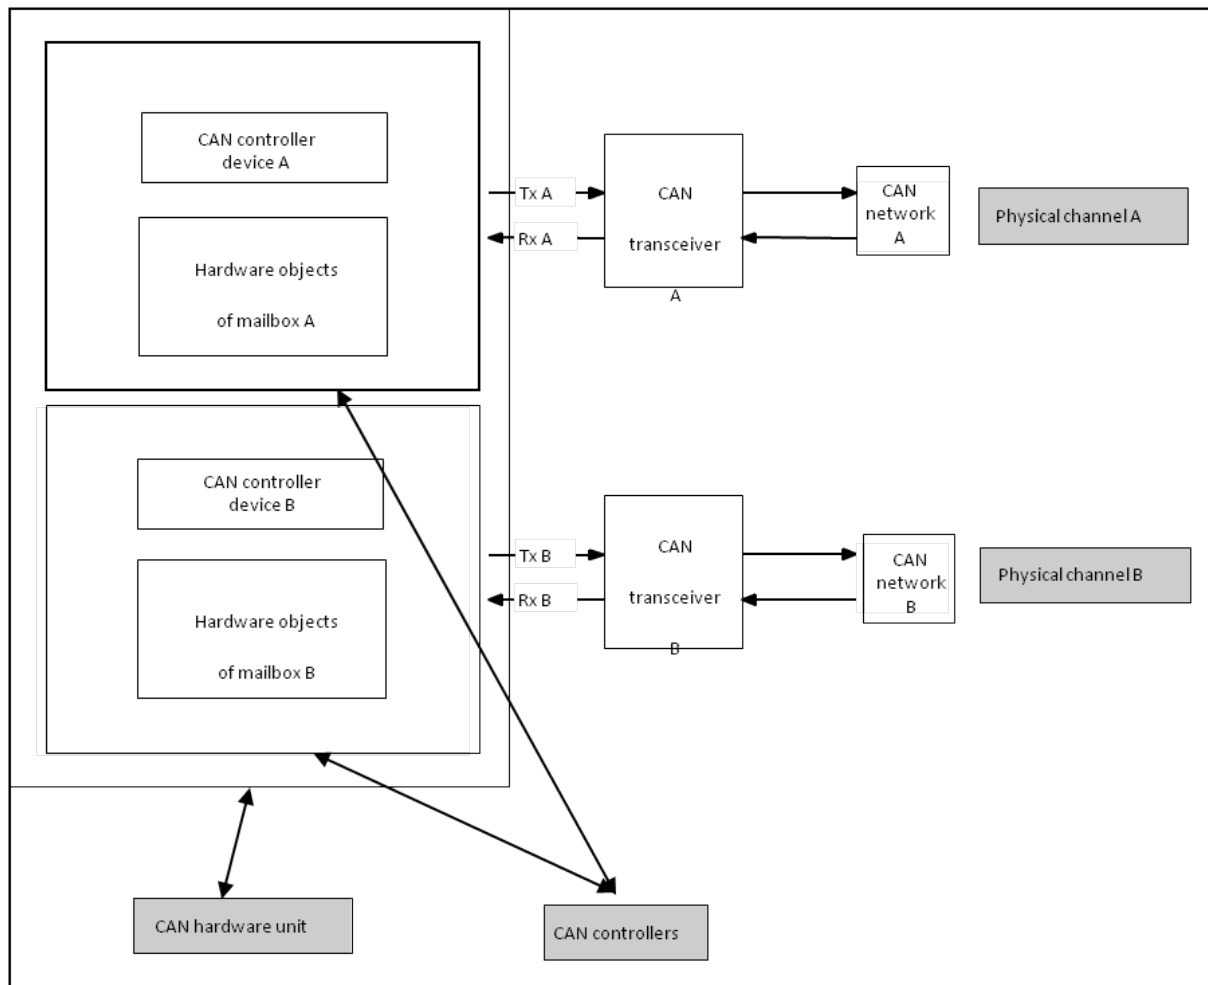 CAN controller
device A
Hardware objects
of mailbox A
Tx A
Rx A
CAN
transceiver
A
CAN
network
A
Physical channel A
CAN controller
device B
Hardware objects
of mailbox B
Tx B
Rx B
CAN
transceiver
B
CAN
network
B
Physical channel B
CAN hardware unit
CAN controllers